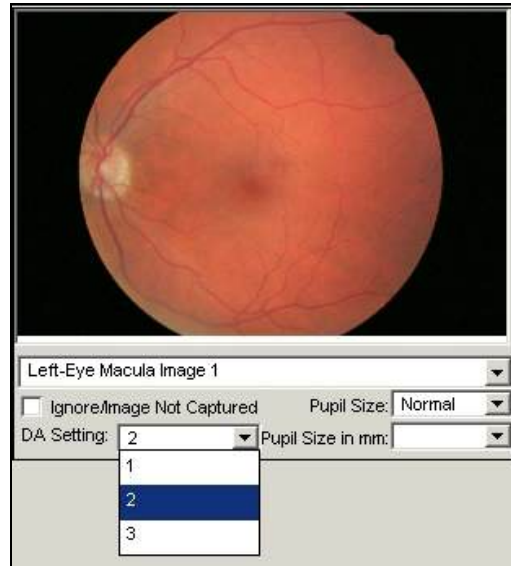 Left-Eye Macula Image 1
Ignore/Image Not Captured Pupil Size: Normal
DA Setting: 2 Pupil Size in mm:
1
2
3